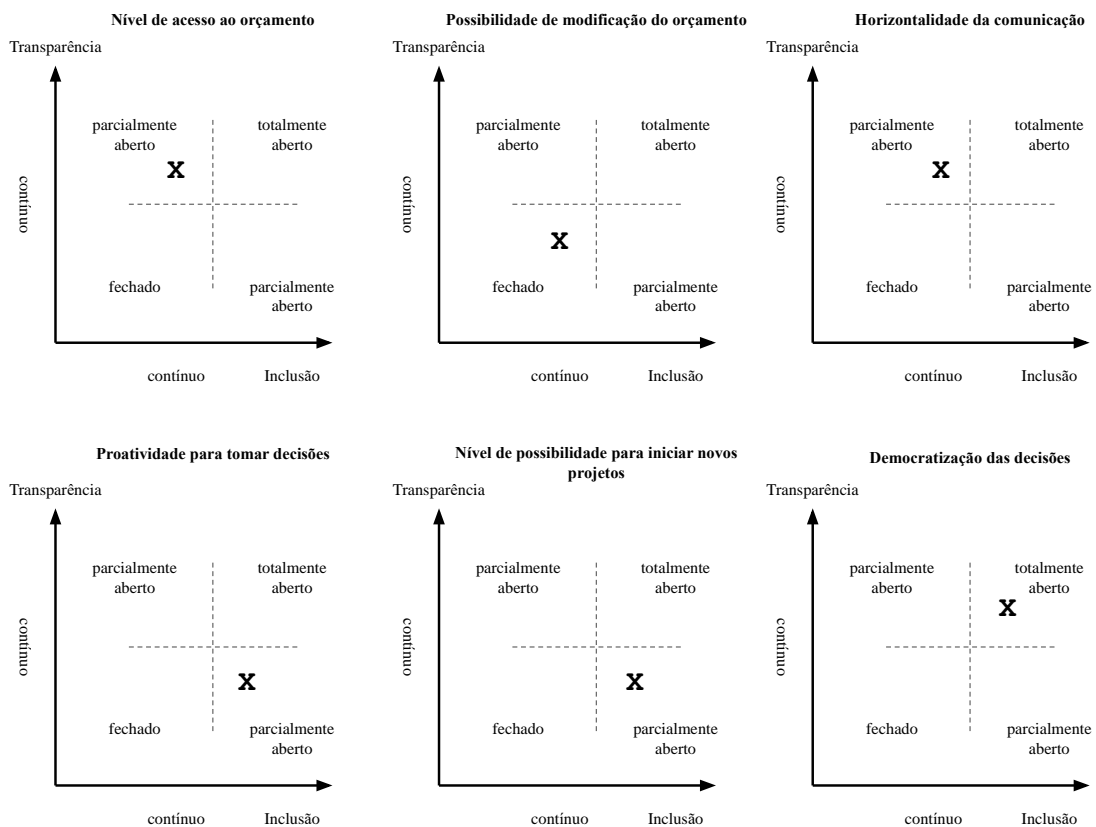 Nível de acesso ao orçamento
Transparência
parcialmente
aberto
totalmente
aberto
X
contínuo
fechado
parcialmente
aberto
contínuo
Inclusão
Possibilidade de modificação do orçamento
parcialmente
aberto
totalmente
aberto
X
fechado
parcialmente
aberto
contínuo
Inclusão
Horizontalidade da comunicação
Transparência
parcialmente
aberto
totalmente
aberto
X
contínuo
fechado
parcialmente
aberto
contínuo
Inclusão
Transparência
contínuo
Proatividade para tomar decisões
Transparência
parcialmente
aberto
totalmente
aberto
contínuo
X
fechado
parcialmente
aberto
contínuo
Inclusão
Nível de possibilidade para iniciar novos
projetos
Transparência
parcialmente
aberto
totalmente
aberto
contínuo
X
fechado
parcialmente
aberto
contínuo
Inclusão
Democratização das decisões
Transparência
parcialmente
aberto
totalmente
aberto
X
contínuo
fechado
parcialmente
aberto
contínuo
Inclusão